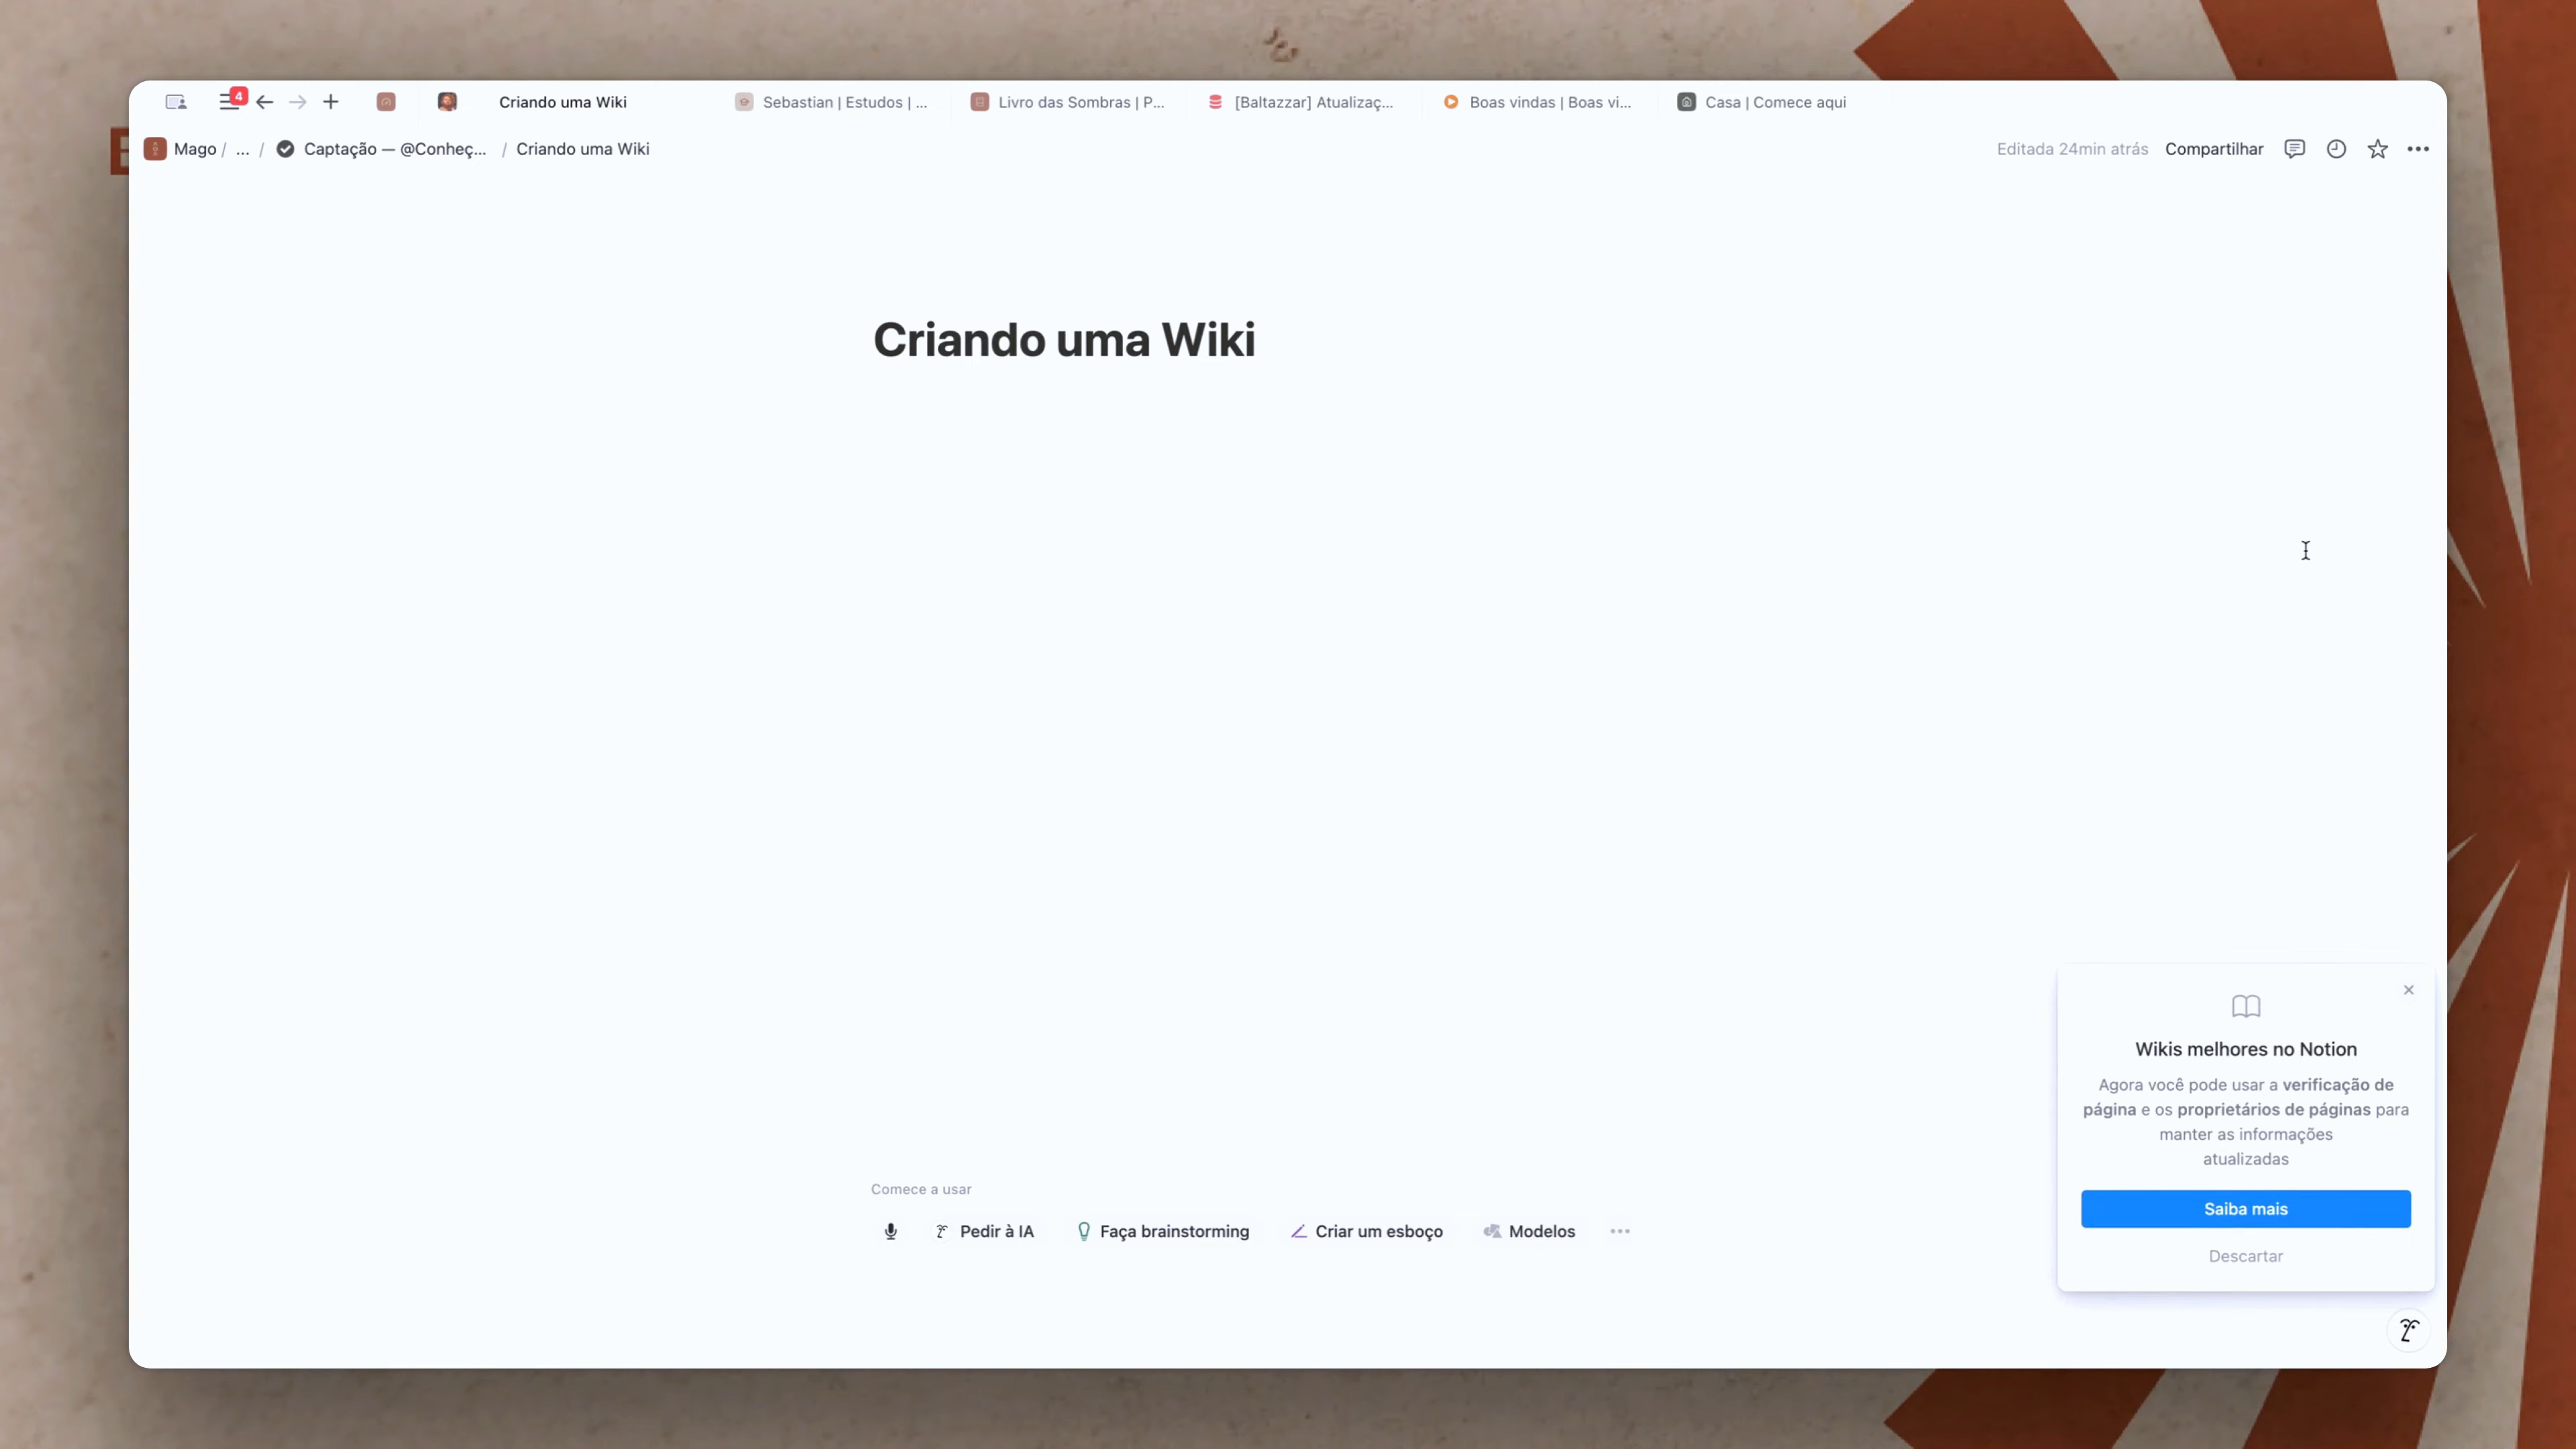 4
Criando uma Wiki
Sebastian | Estudos | ...
Livro das Sombras | P...
[Baltazzar] Atualizaç...
Boas vindas | Boas vi...
Casa | Comece aqui
Mago / ... / Captação — @Conheç... / Criando uma Wiki
Editada 24min atrás
Compartilhar
Criando uma Wiki
Wikis melhores no Notion
Agora você pode usar a verificação de
página e os proprietários de páginas para
manter as informações
atualizadas
Saiba mais
Descartar
Comece a usar
Pedir à IA
Faça brainstorming
Criar um esboço
Modelos